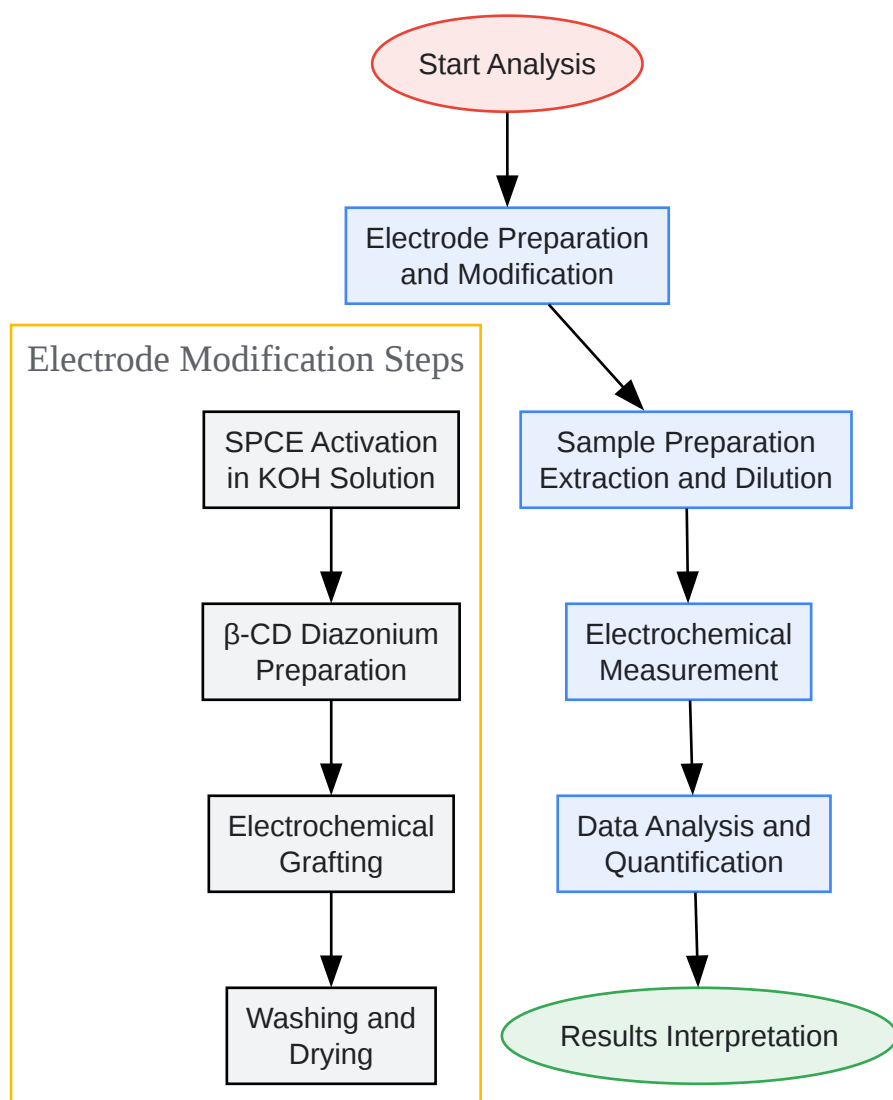 Start Analysis
Electrode Preparation
and Modification
Electrode Modification Steps
SPCE Activation
in KOH Solution
β-CD Diazonium
Preparation
Electrochemical
Grafting
Washing and
Drying
Sample Preparation
Extraction and Dilution
Electrochemical
Measurement
Data Analysis and
Quantification
Results Interpretation